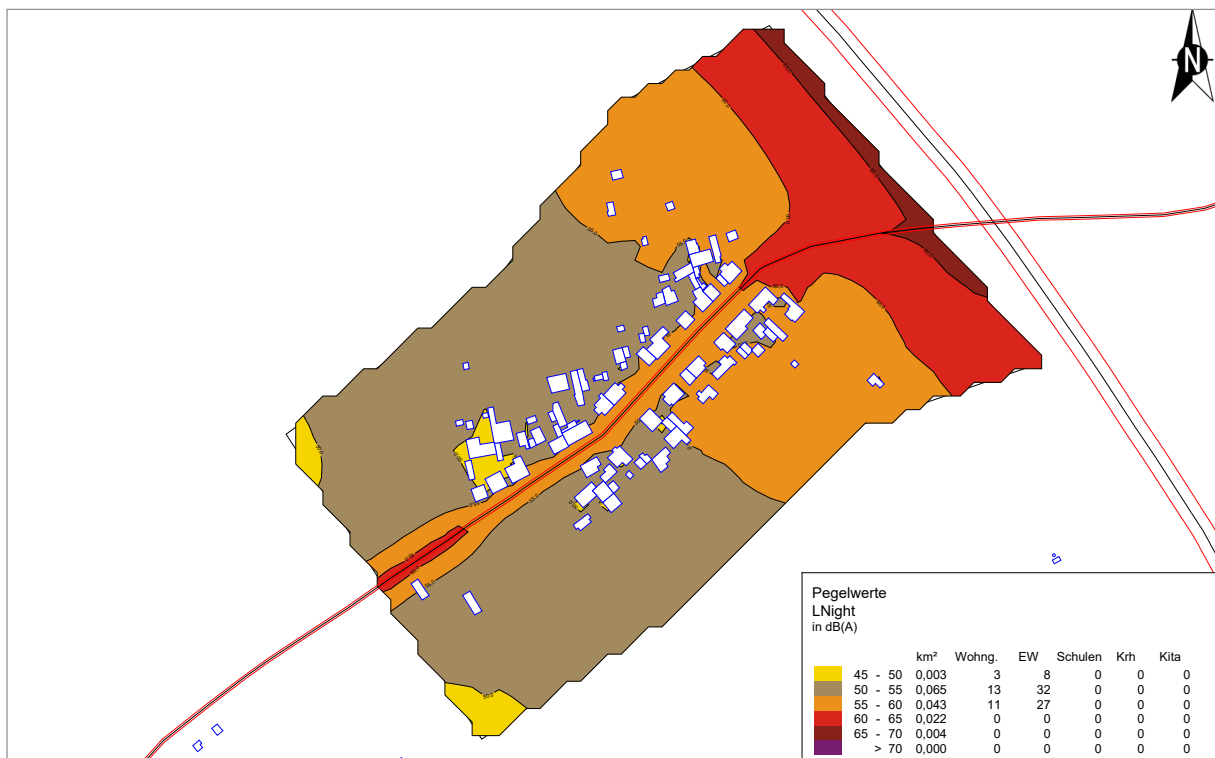 N
Pegelwerte
LNight
in dB(A)
km² Wohng. EW Schulen Krh Kita
45 - 50 0,003 3 8 0 0 0
50 - 55 0,065 13 32 0 0 0
55 - 60 0,043 11 27 0 0 0
60 - 65 0,022 0 0 0 0 0
65 - 70 0,004 0 0 0 0 0
> 70 0,000 0 0 0 0 0